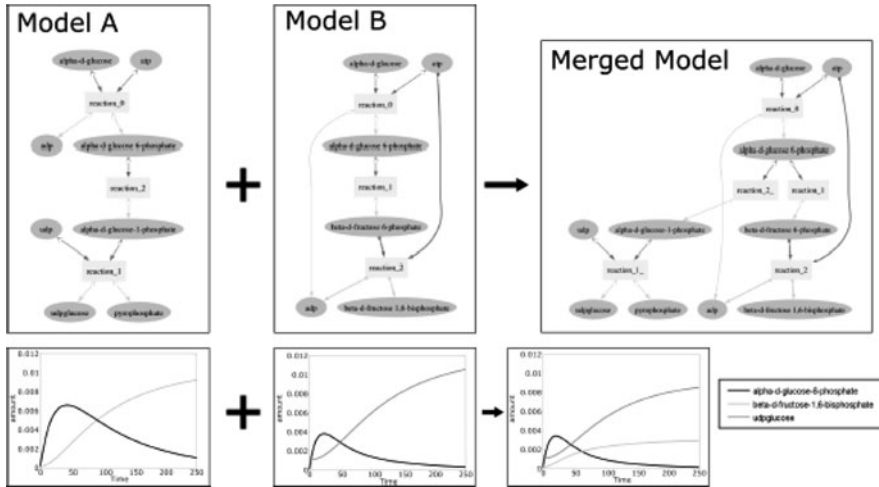 Model A
alpha-d-glucose
atp
reaction_0
adp
alpha-d-glucose 6-phosphate
reaction_2
alpha-d-glucose-1-phosphate
reaction_1
udpglucose
pyrophosphate
Model B
alpha-d-glucose
atp
reaction_0
alpha-d-glucose 6-phosphate
reaction_1
beta-d-fructose 6-phosphate
reaction_2
adp
beta-d-fructose 1,6-bisphosphate
Merged Model
alpha-d-glucose
atp
reaction_0
alpha-d-glucose 6-phosphate
reaction_2_
reaction_1
alpha-d-glucose-1-phosphate
beta-d-fructose 6-phosphate
reaction_1_
reaction_2
udpglucose
pyrophosphate
adp
beta-d-fructose 1,6-bisphosphate
0.012
0.01
0.008
0.006
0.004
0.002
0
amount
0 50 100 150 200 250
Time
0.012
0.01
0.008
0.006
0.004
0.002
0
amount
0 50 100 150 200 250
Time
0.012
0.01
0.008
0.006
0.004
0.002
0
amount
0 50 100 150 200 250
Time
alpha-d-glucose-6-phosphate
beta-d-fructose-1,6-bisphosphate
udpglucose